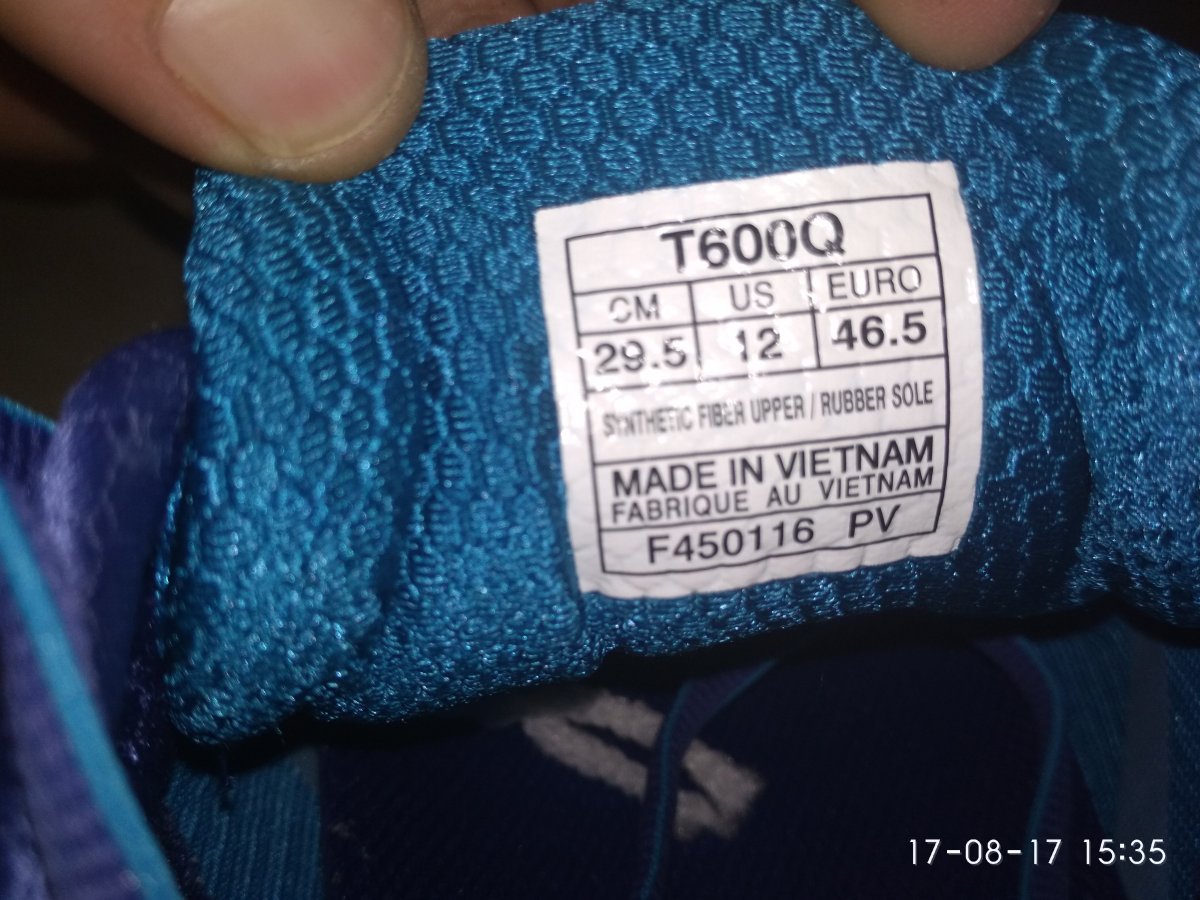 T600Q
CM US EURO
29.5 12 46.5
SYNTHETIC FIBER UPPER / RUBBER SOLE
MADE IN VIETNAM
FABRIQUE AU VIETNAM
F450116 PV
17-08-17 15:35